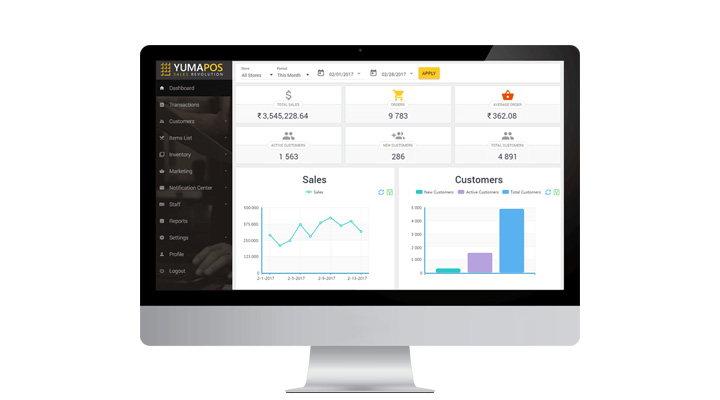 YUMAPOS
SALES REVOLUTION
Store
All Stores
Period
This Month
02/01/2017
02/28/2017
APPLY
Dashboard
Transactions
Customers
Items List
Inventory
Marketing
Notification Center
Staff
Reports
Settings
Profile
Logout
TOTAL SALES
₹ 3,545,228.64
ORDERS
9 783
AVERAGE ORDER
₹ 362.08
ACTIVE CUSTOMERS
1 563
NEW CUSTOMERS
286
TOTAL CUSTOMERS
4 891
Sales
Sales
500.000
375.000
250.000
125.000
0
2-1-2017
2-5-2017
2-9-2017
2-13-2017
Customers
New Customers
Active Customers
Total Customers
5 000
4 000
3 000
2 000
1 000
0